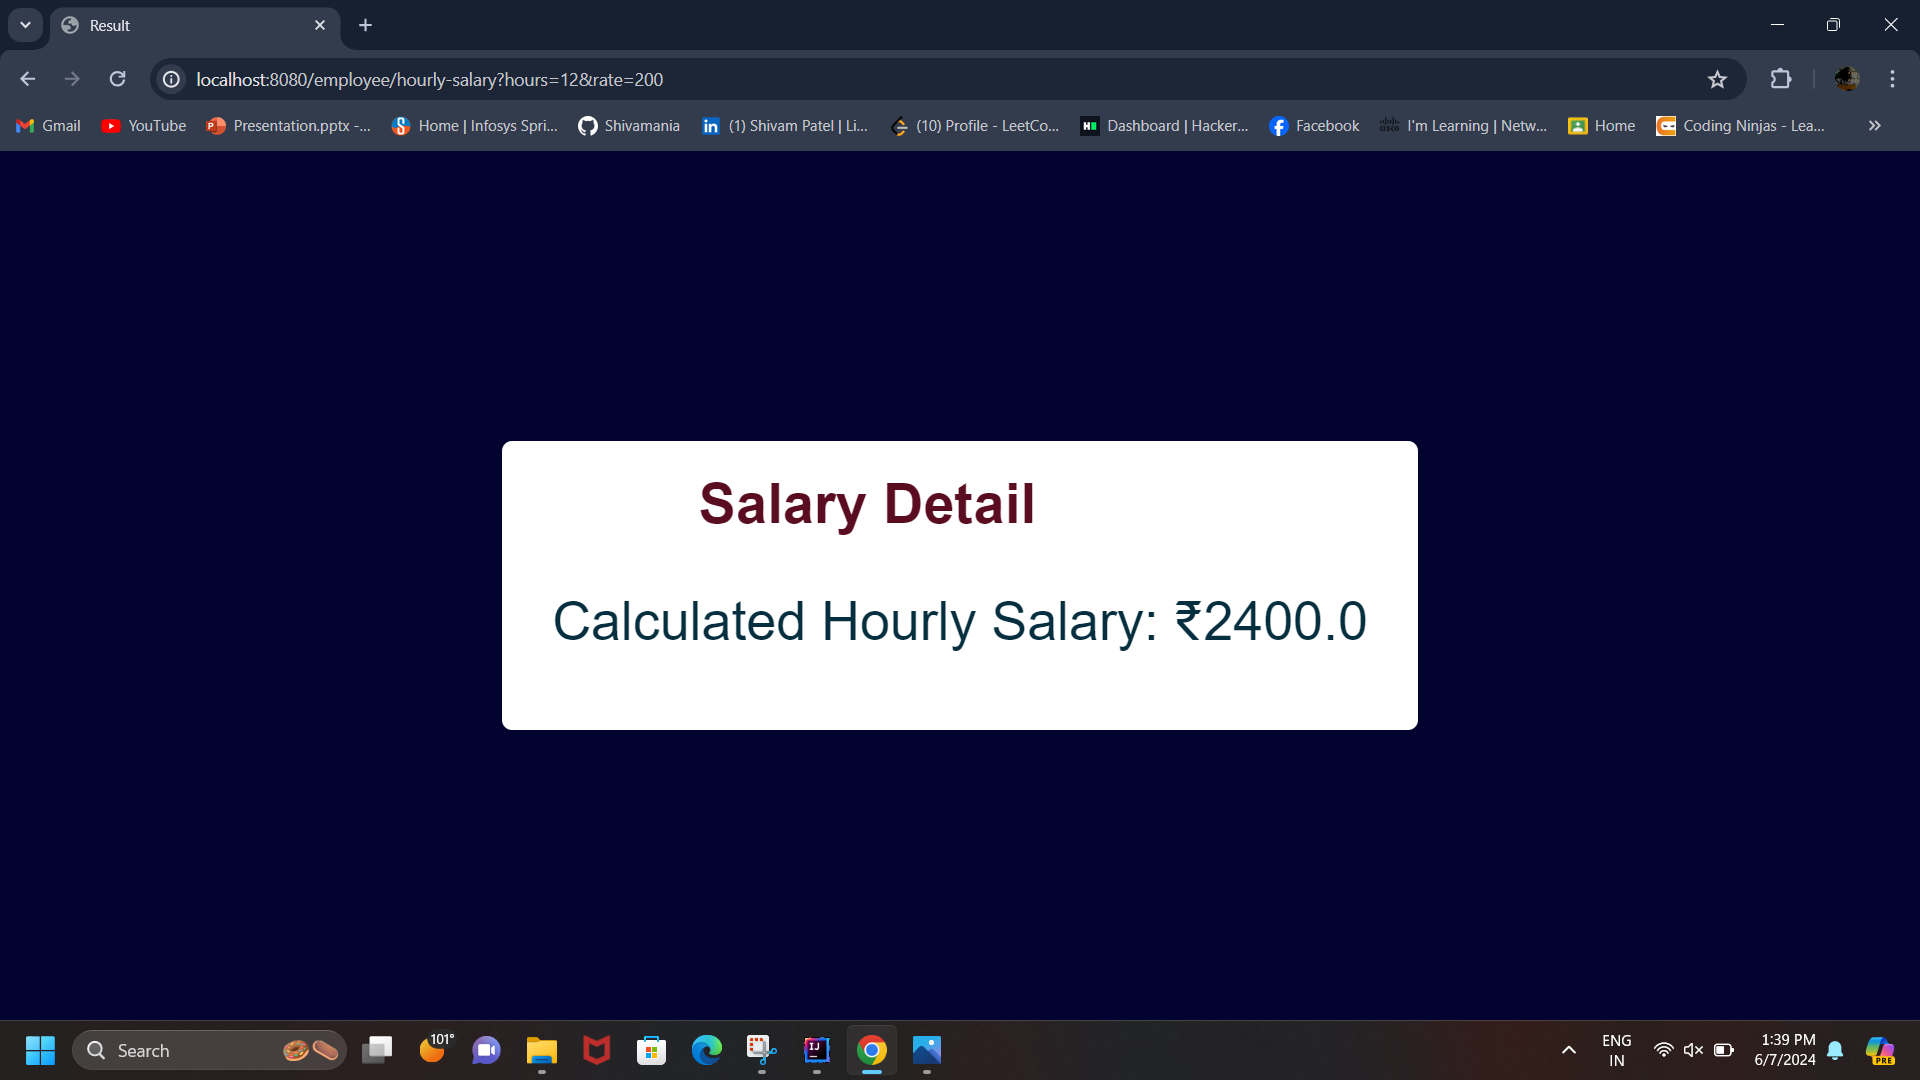 Result
localhost:8080/employee/hourly-salary?hours=12&rate=200
Gmail
YouTube
Presentation.pptx -...
Home | Infosys Spri...
Shivamania
(1) Shivam Patel | Li...
(10) Profile - LeetCo...
Dashboard | Hacker...
Facebook
I'm Learning | Netw...
Home
Coding Ninjas - Lea...
Salary Detail
Calculated Hourly Salary: ₹2400.0
Search
101°
ENG
IN
1:39 PM
6/7/2024
PRE